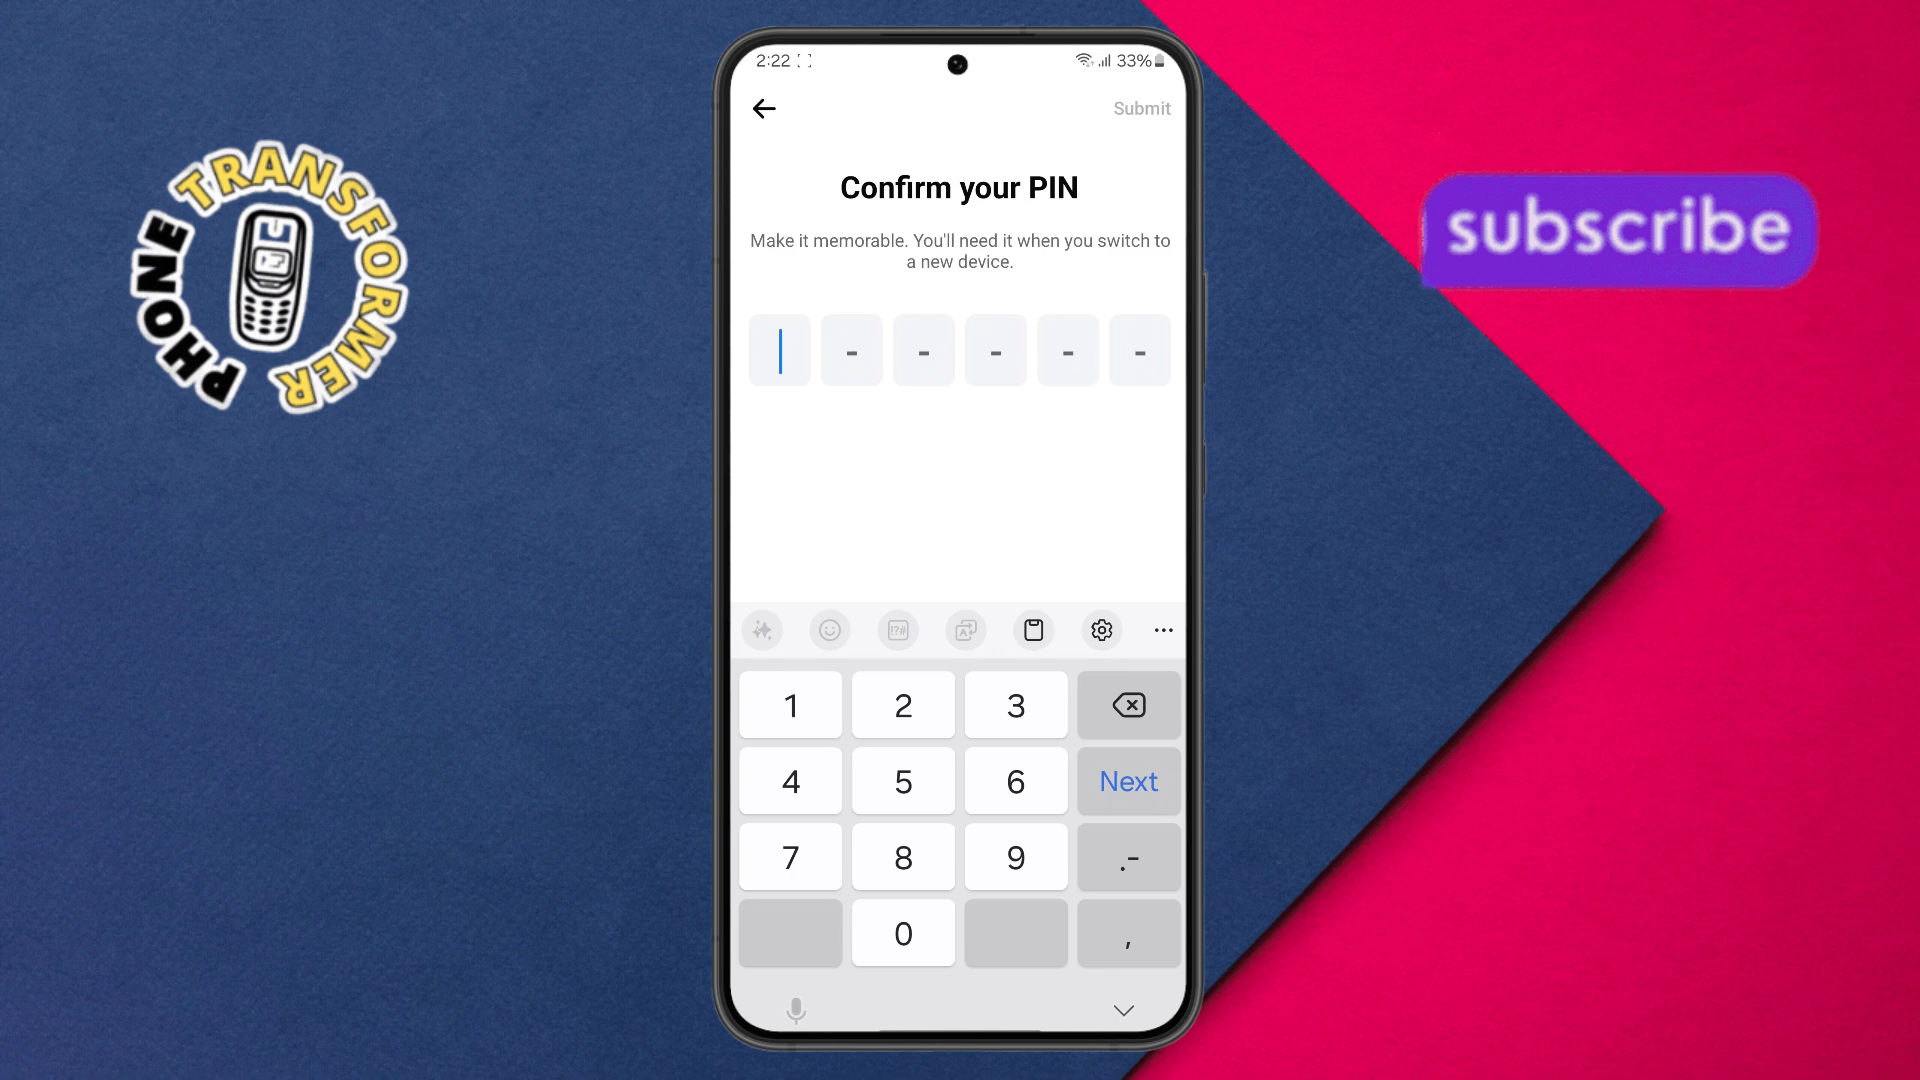 PHONE TRANSFORMER
2:22 33%
Submit
Confirm your PIN
Make it memorable. You'll need it when you switch to
a new device.
- - - - -
subscribe
!?# A
1 2 3
4 5 6 Next
7 8 9 .-
0 ,